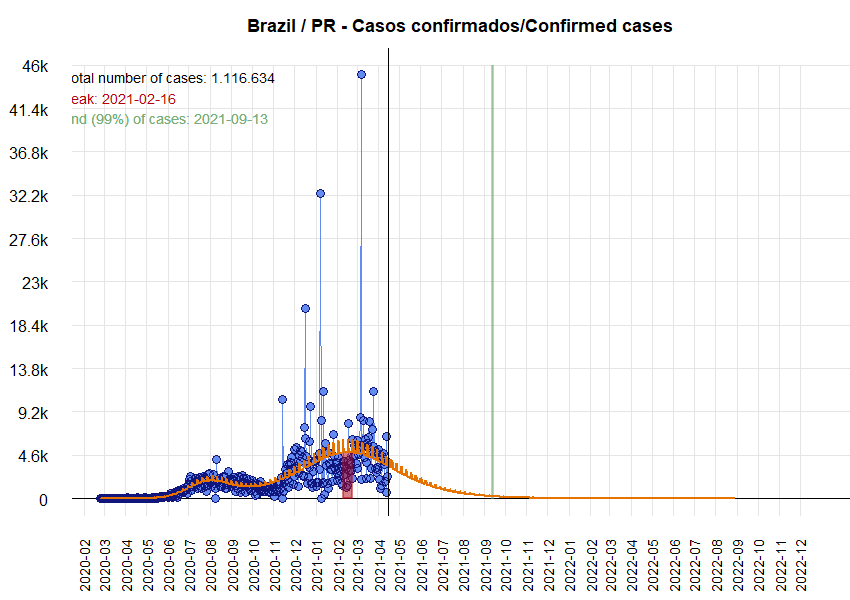 Brazil / PR - Casos confirmados/Confirmed cases
46k
otal number of cases: 1.116.634
eak: 2021-02-16
41.4k
nd (99%) of cases: 2021-09-13
36.8k
32.2k
27.6k
23k
18.4k
13.8k
9.2k
4.6k
0
2020-02
2020-03
2020-04
2020-05
2020-06
2020-07
2020-08
2020-09
2020-10
2020-11
2020-12
2021-01
2021-02
2021-03
2021-04
2021-05
2021-06
2021-07
2021-08
2021-09
2021-10
2021-11
2021-12
2022-01
2022-02
2022-03
2022-04
2022-05
2022-06
2022-07
2022-08
2022-09
2022-10
2022-11
2022-12